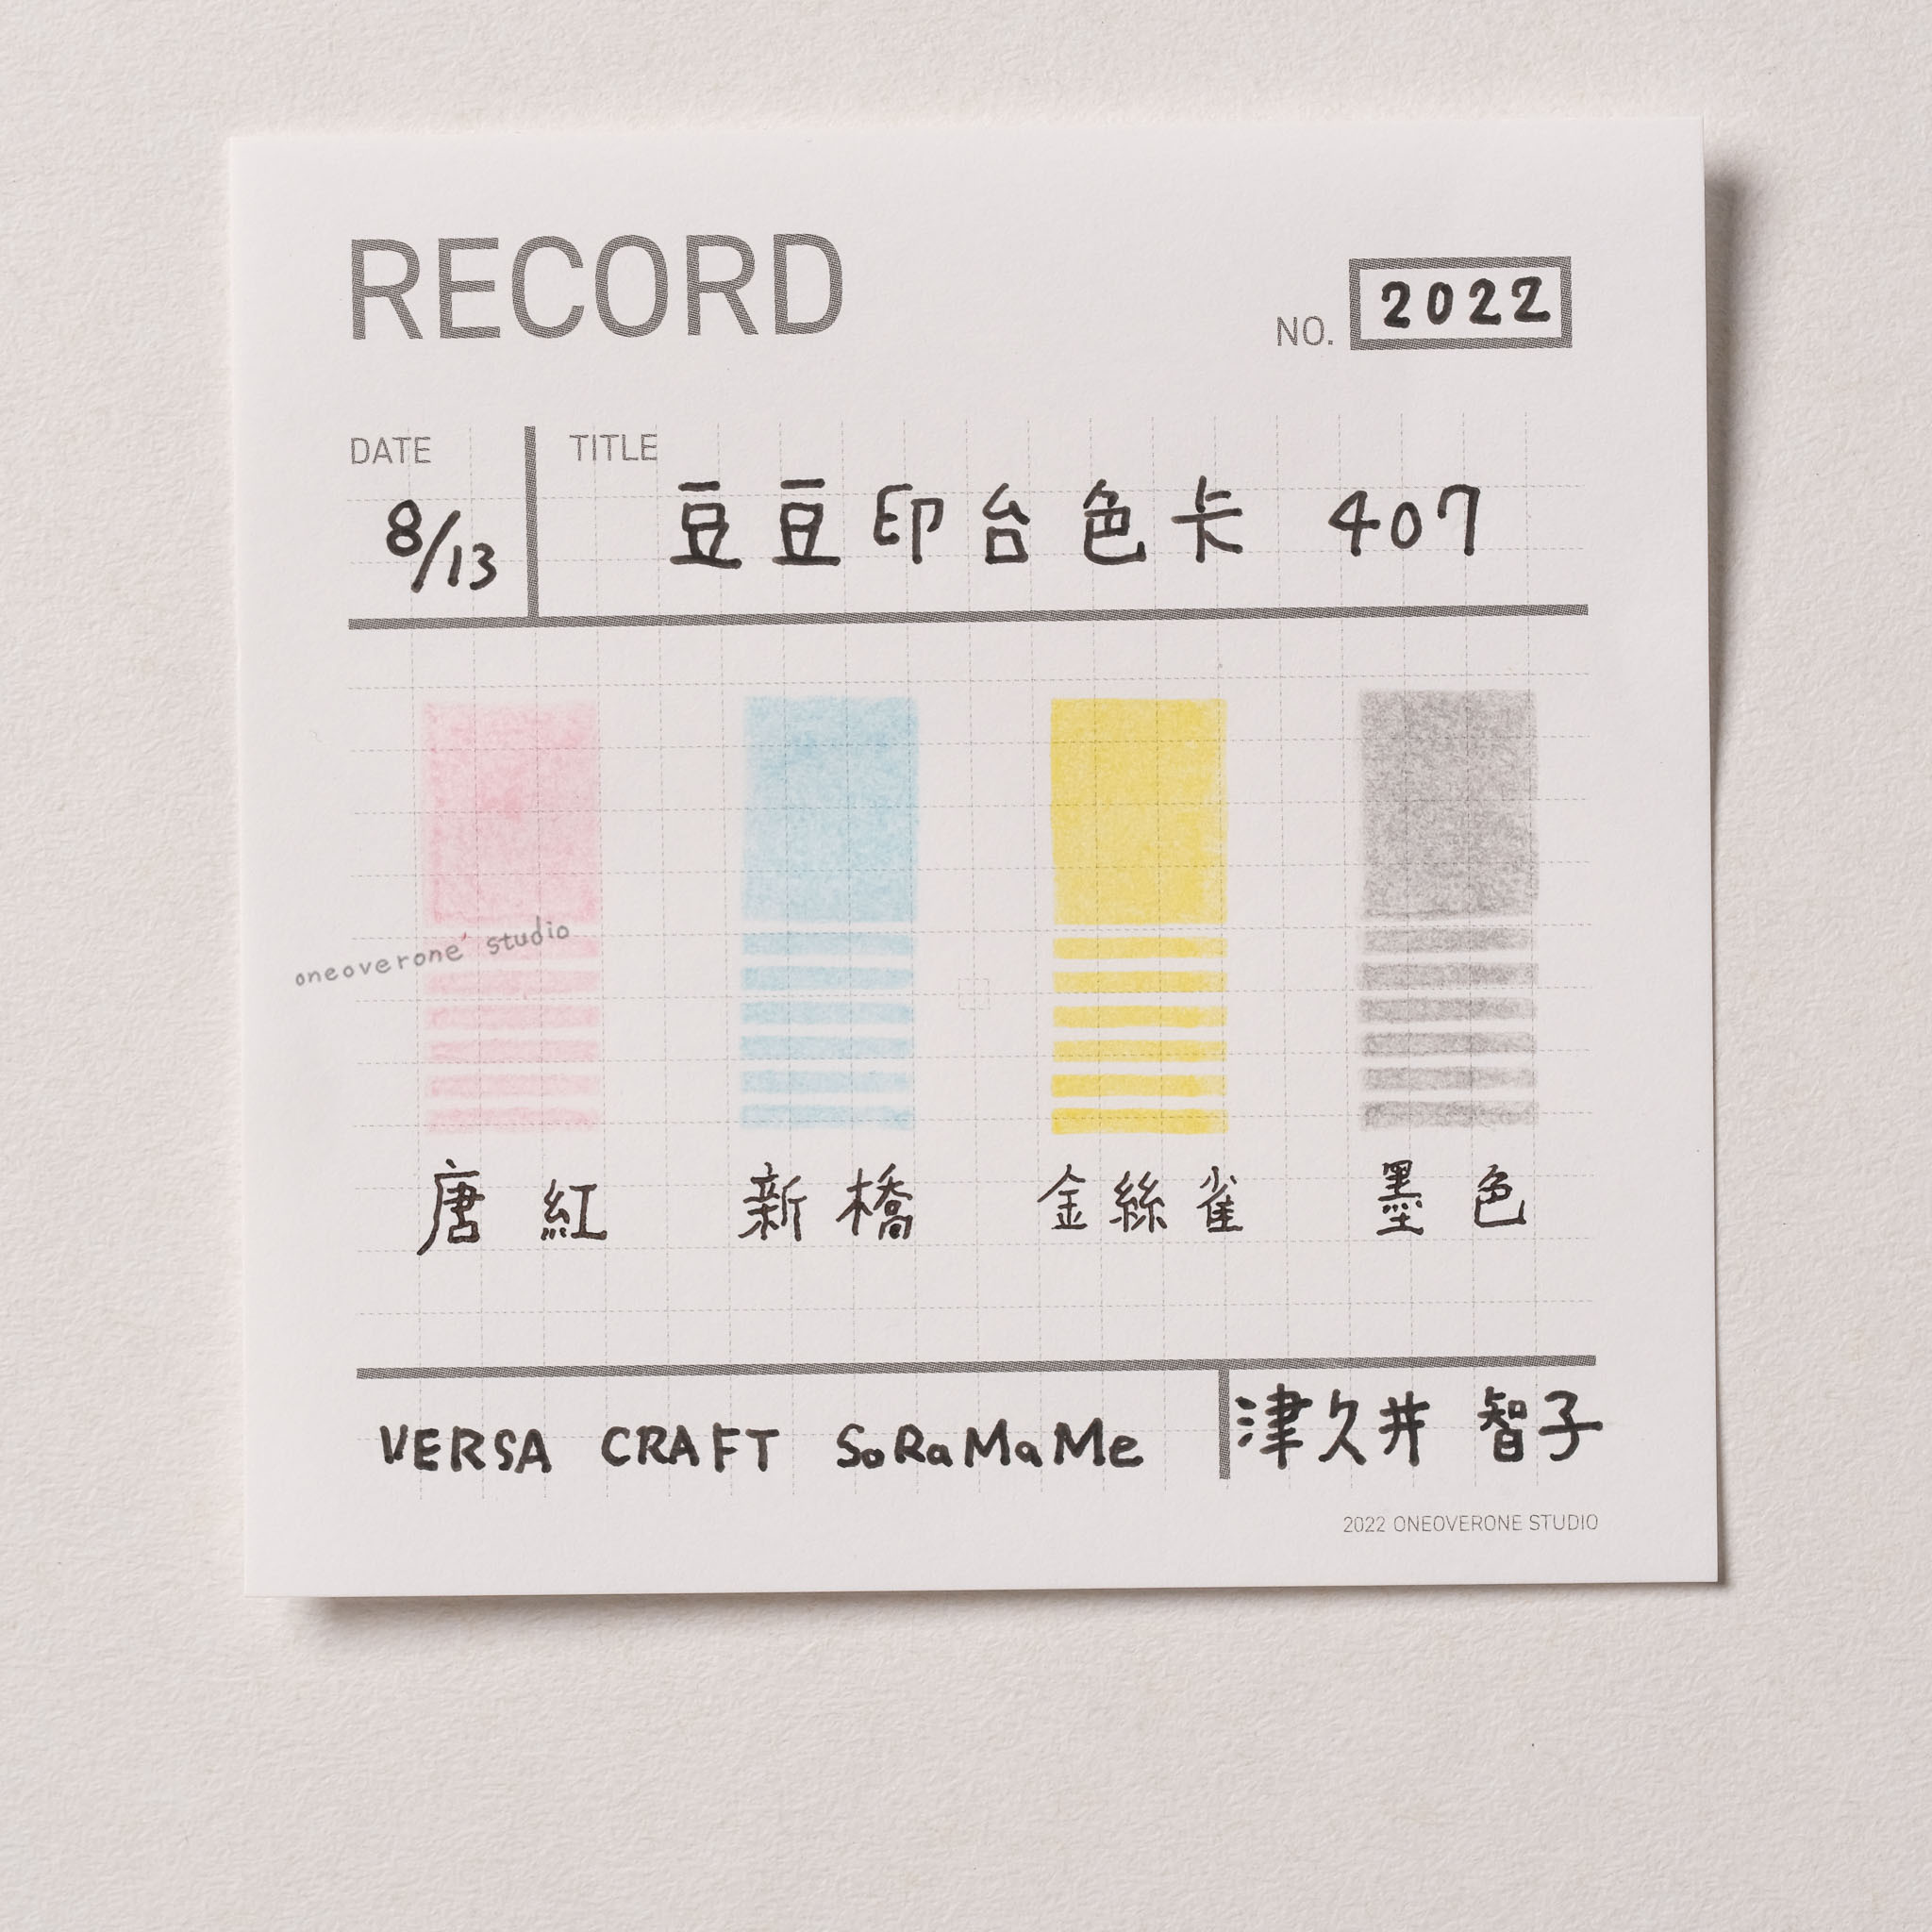 RECORD
NO. 2022
DATE
TITLE
8/13
豆豆印台色卡 407
oneoverone' studio
唐紅
新橋
金絲雀
墨色
VERSA CRAFT SoRaMaMe
津久井 智子
2022 ONEOVERONE STUDIO